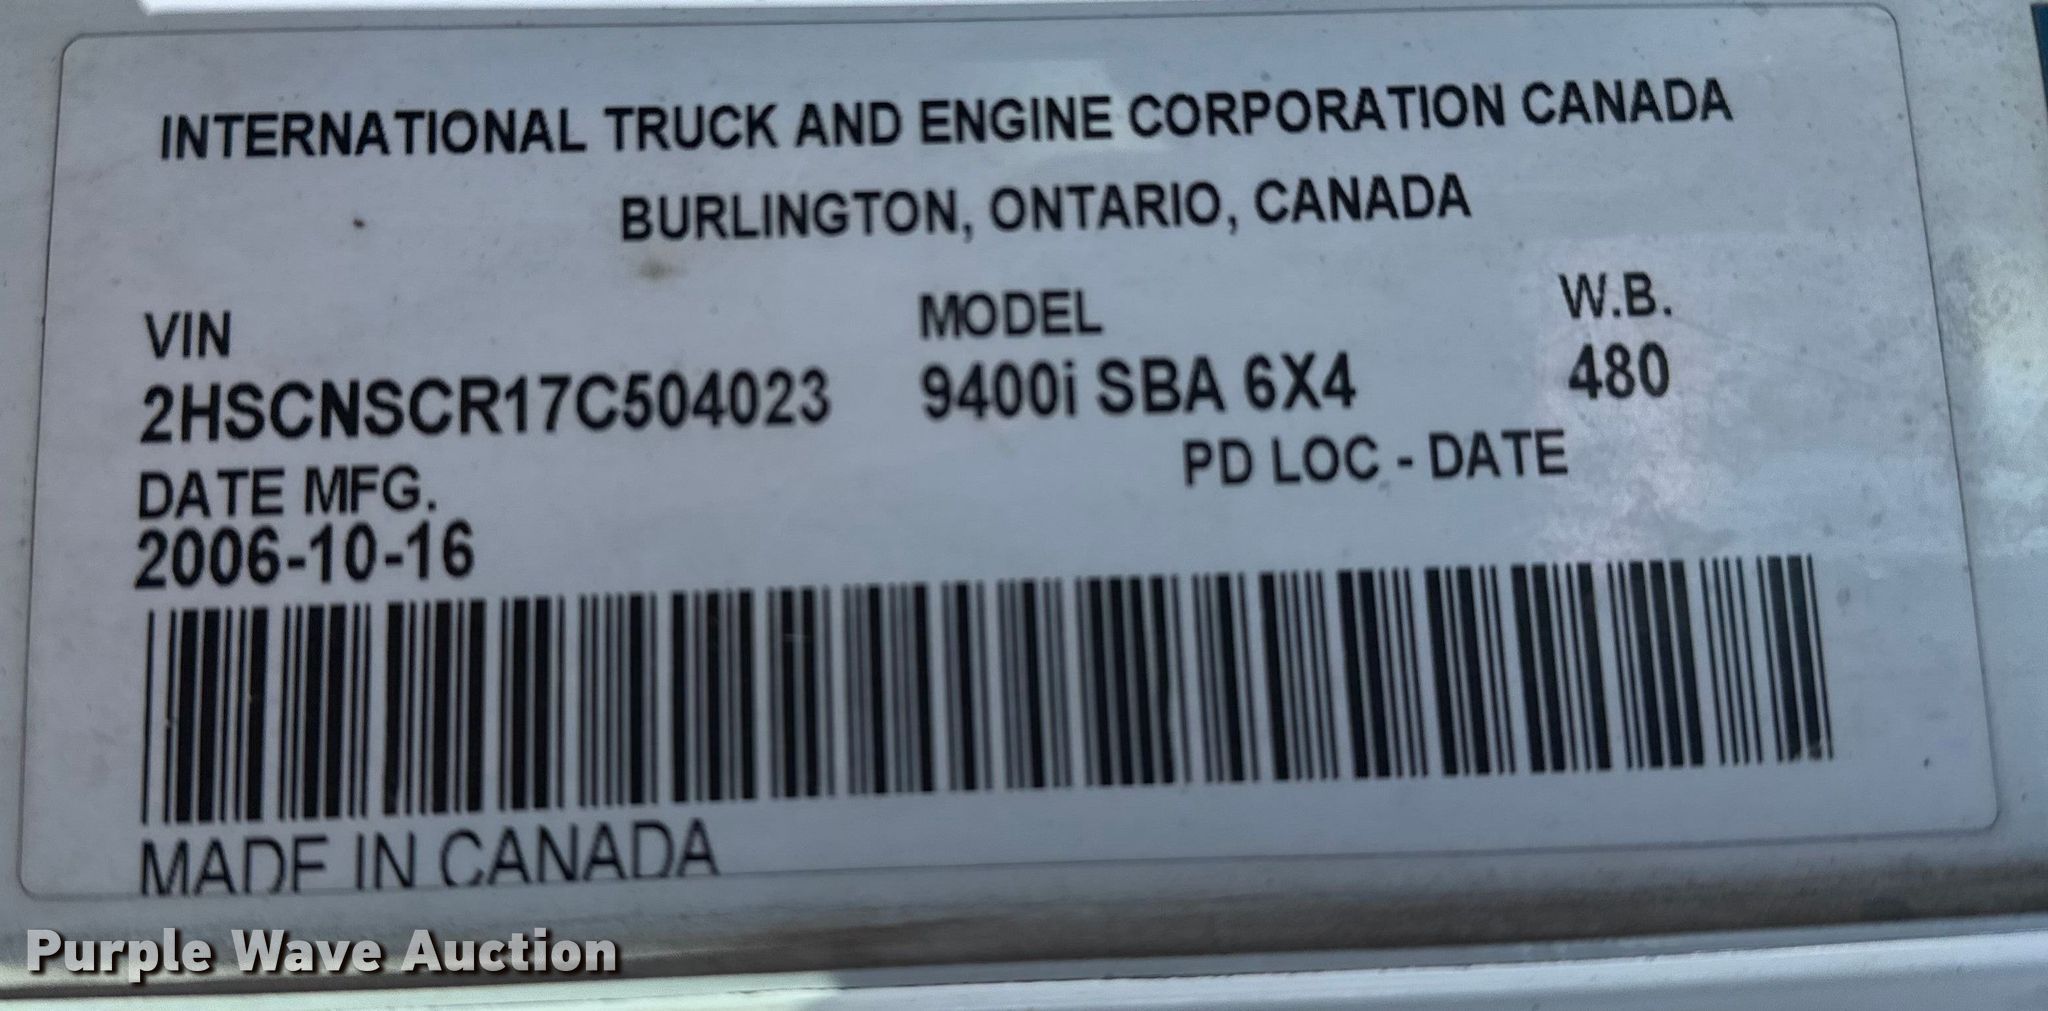 INTERNATIONAL TRUCK AND ENGINE CORPORATION CANADA
BURLINGTON, ONTARIO, CANADA
VIN MODEL W.B.
2HSCNSCR17C504023 9400i SBA 6X4 480
DATE MFG. PD LOC - DATE
2006-10-16
MADE IN CANADA
Purple Wave Auction